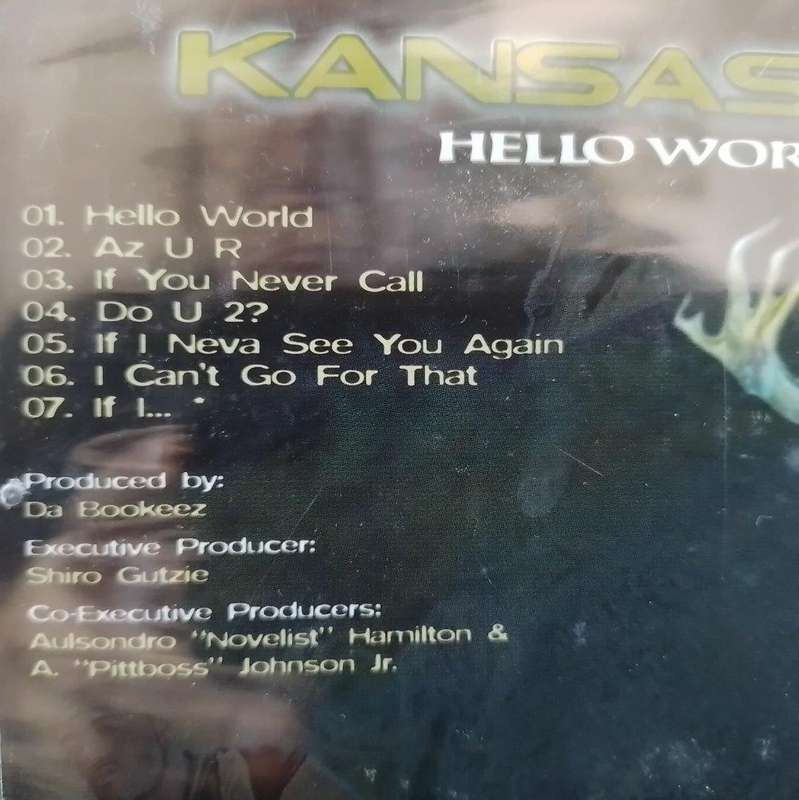 KANSAS
HELLO WOR
01. Hello World
02. Az U R
03. If You Never Call
04. Do U 2?
05. If I Neva See You Again
06. I Can't Go For That
07. If I... *
Produced by:
Da Bookeez
Executive Producer:
Shiro Gutzie
Co-Executive Producers:
Aulsondro "Novelist" Hamilton &
A. "Pittboss" Johnson Jr.